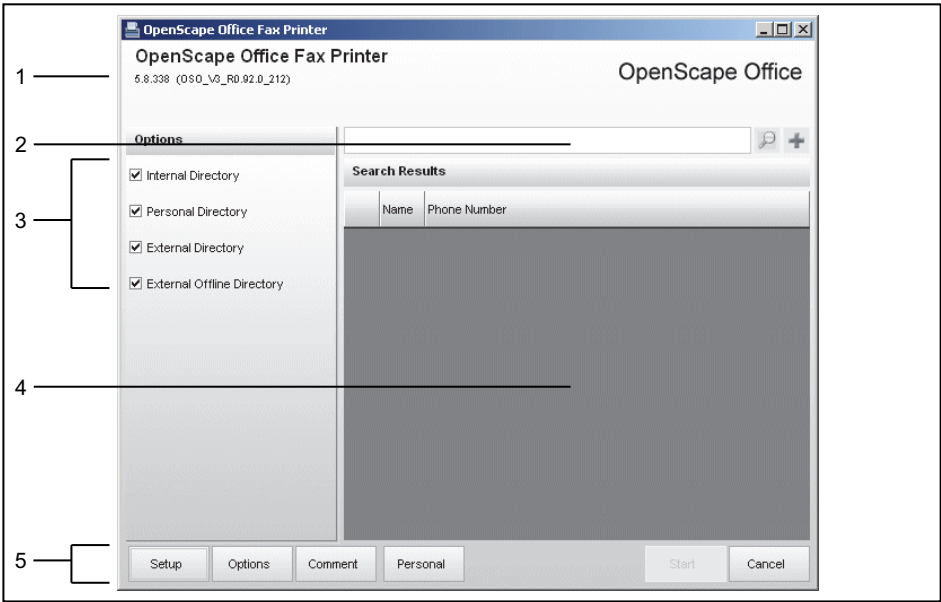 OpenScape Office Fax Printer
OpenScape Office Fax Printer
1
5.8.338 (OSO_V3_R0.92.0_212)
OpenScape Office
2
Options
3
Internal Directory
Personal Directory
External Directory
External Offline Directory
Search Results
Name Phone Number
4
5
Setup Options Comment Personal Start Cancel